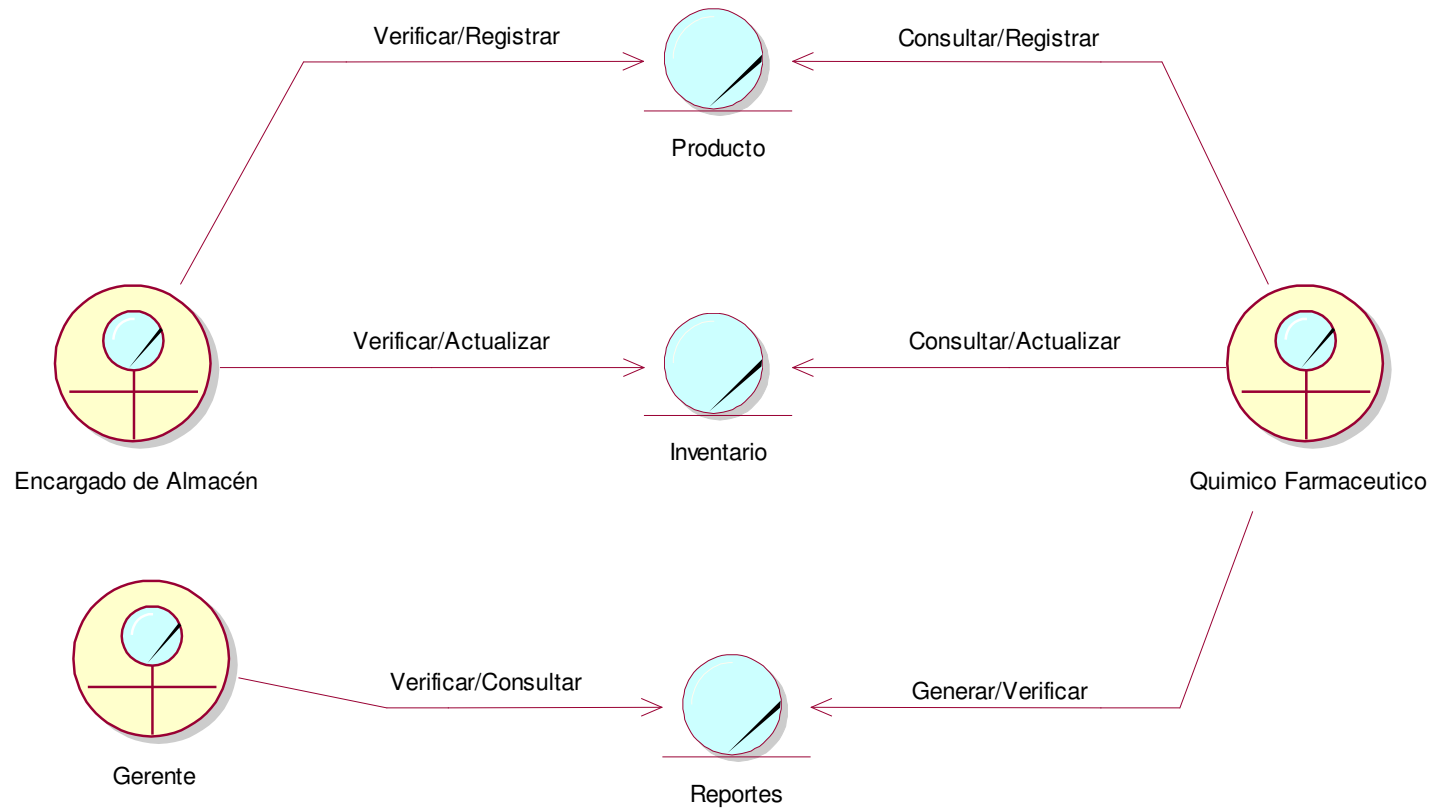 Verificar/Registrar
Consultar/Registrar
Producto
Verificar/Actualizar
Consultar/Actualizar
Inventario
Encargado de Almacén
Quimico Farmaceutico
Verificar/Consultar
Generar/Verificar
Gerente
Reportes